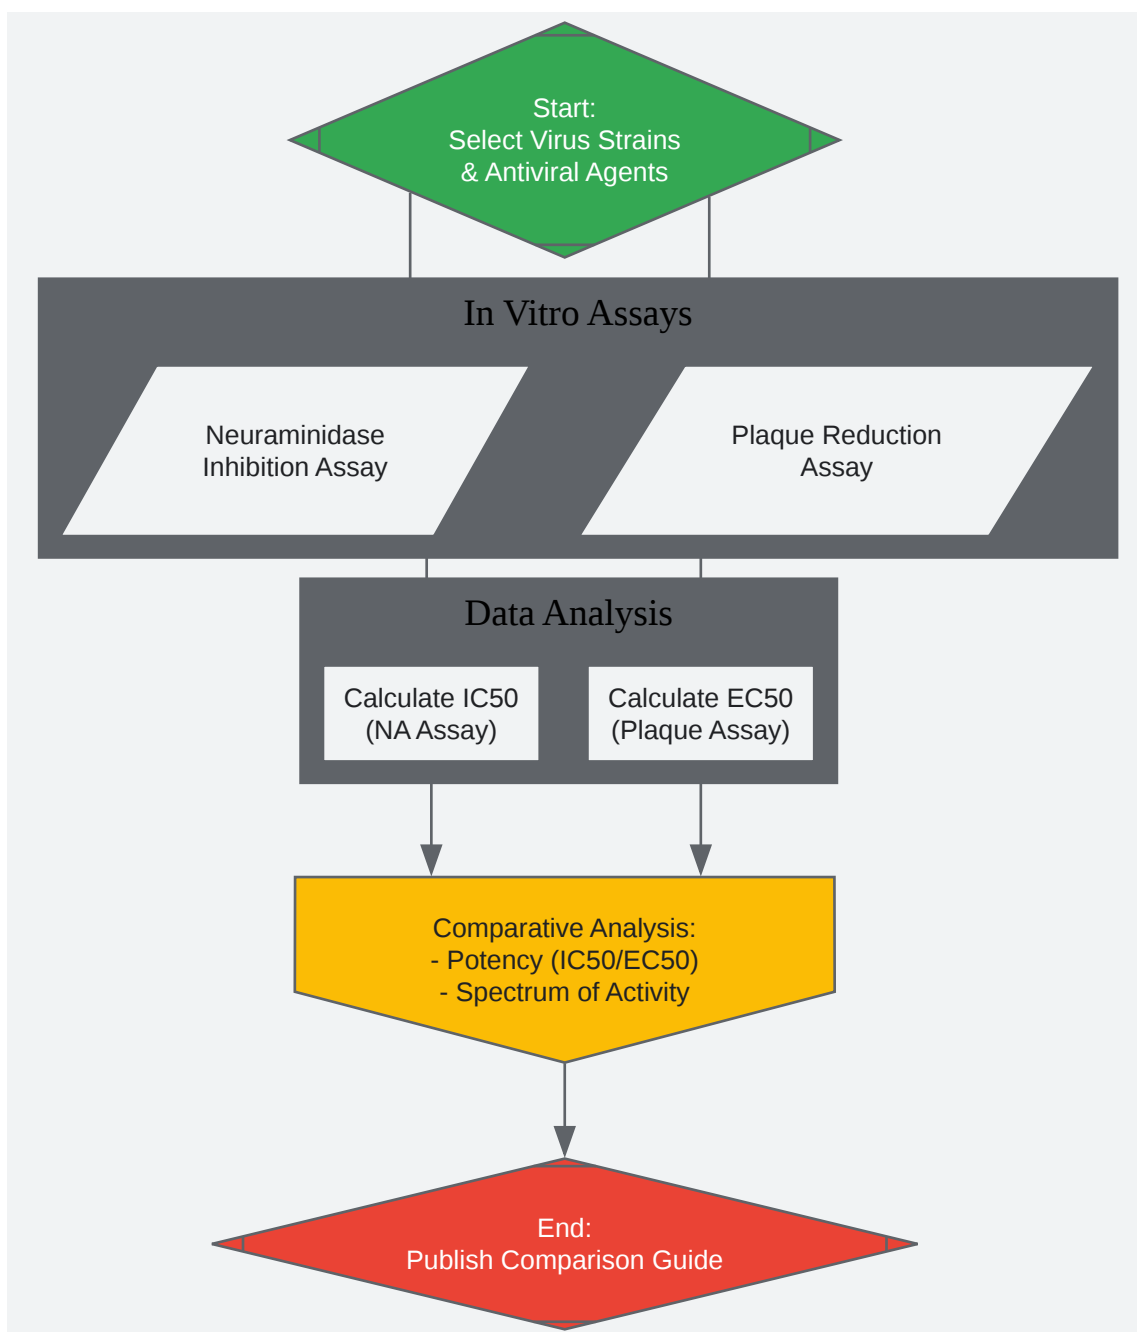 Start:
Select Virus Strains
& Antiviral Agents
In Vitro Assays
Neuraminidase
Inhibition Assay
Plaque Reduction
Assay
Data Analysis
Calculate IC50
(NA Assay)
Calculate EC50
(Plaque Assay)
Comparative Analysis:
- Potency (IC50/EC50)
- Spectrum of Activity
End:
Publish Comparison Guide